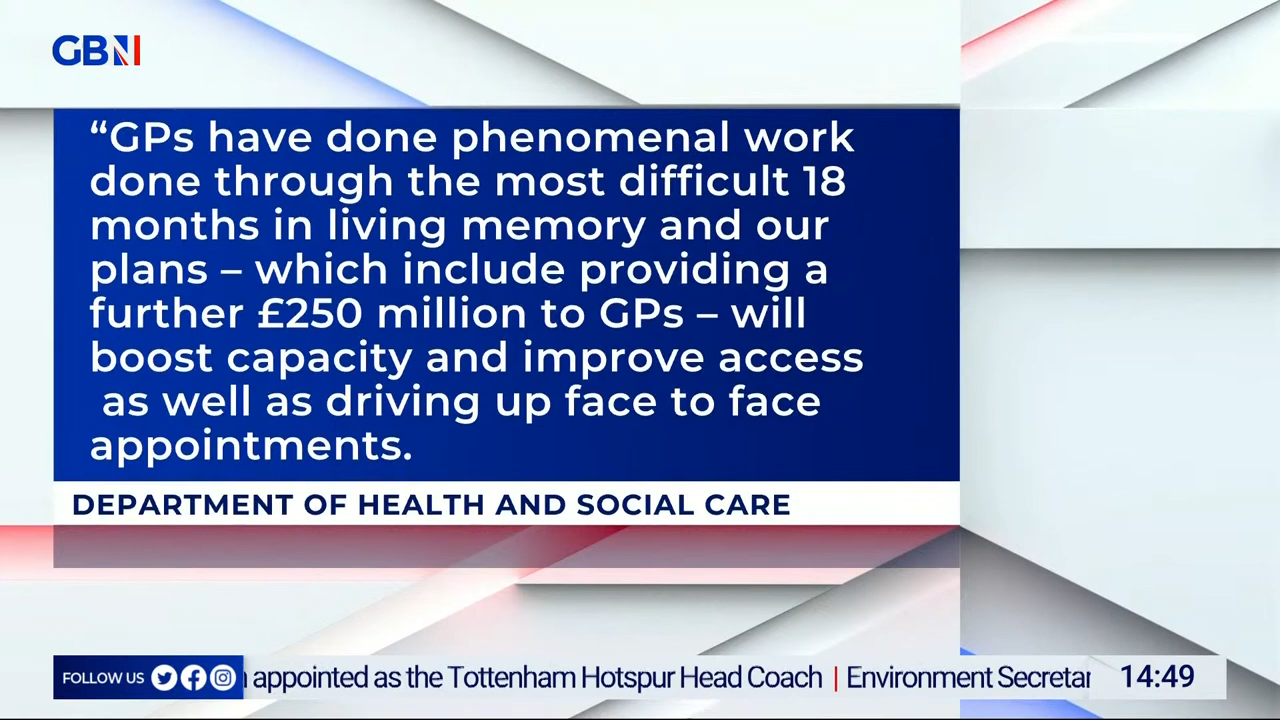 GBN
“GPs have done phenomenal work
done through the most difficult 18
months in living memory and our
plans – which include providing a
further £250 million to GPs – will
boost capacity and improve access
as well as driving up face to face
appointments.
DEPARTMENT OF HEALTH AND SOCIAL CARE
FOLLOW US appointed as the Tottenham Hotspur Head Coach | Environment Secretar 14:49